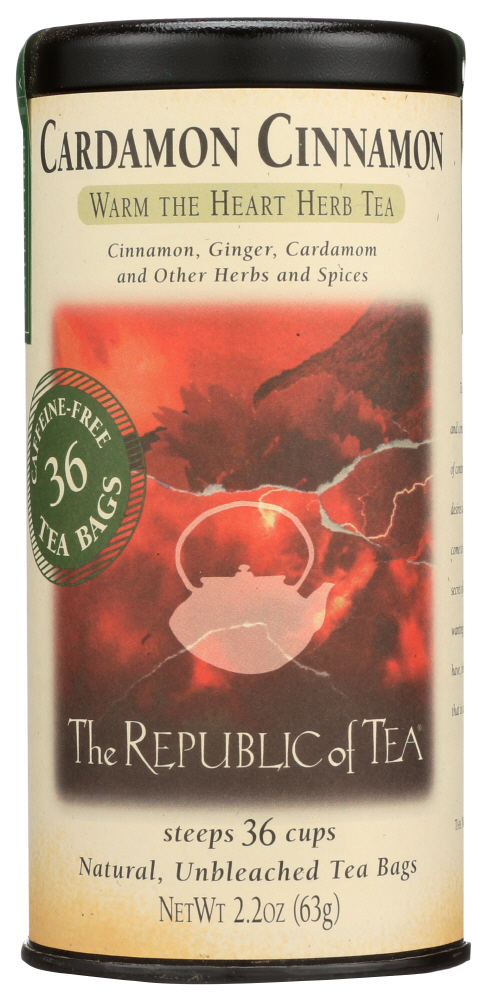 CARDAMON CINNAMON
WARM THE HEART HERB TEA
Cinnamon, Ginger, Cardamom
and Other Herbs and Spices
CAFFEINE-FREE
36
TEA BAGS
The REPUBLIC of TEA®
steeps 36 cups
Natural, Unbleached Tea Bags
NETWT 2.2OZ (63g)